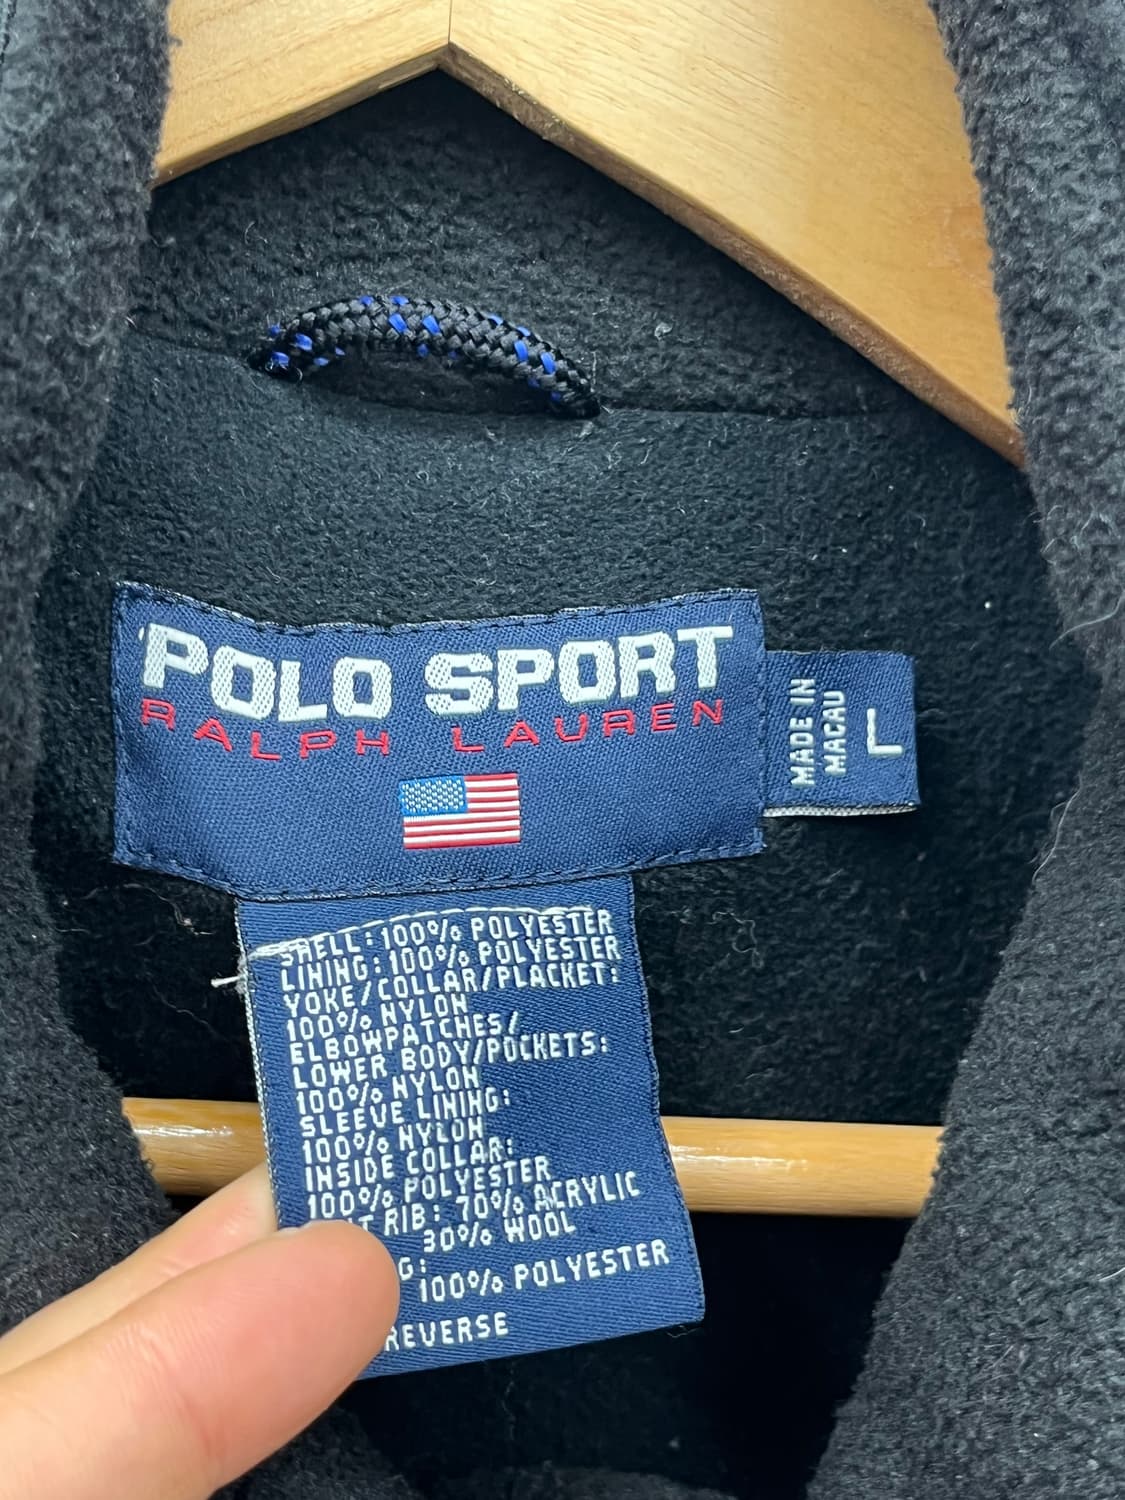 POLO SPORT
RALPH LAUREN
MADE IN
MACAU
L
SHELL: 100% POLYESTER
LINING: 100% POLYESTER
YOKE/COLLAR/PLACKET:
100% NYLON
ELBOWPATCHES/
LOWER BODY/POCKETS:
100% NYLON
SLEEVE LINING:
100% NYLON
INSIDE COLLAR:
100% POLYESTER
RIB: 70% ACRYLIC
30% WOOL
100% POLYESTER
REVERSE